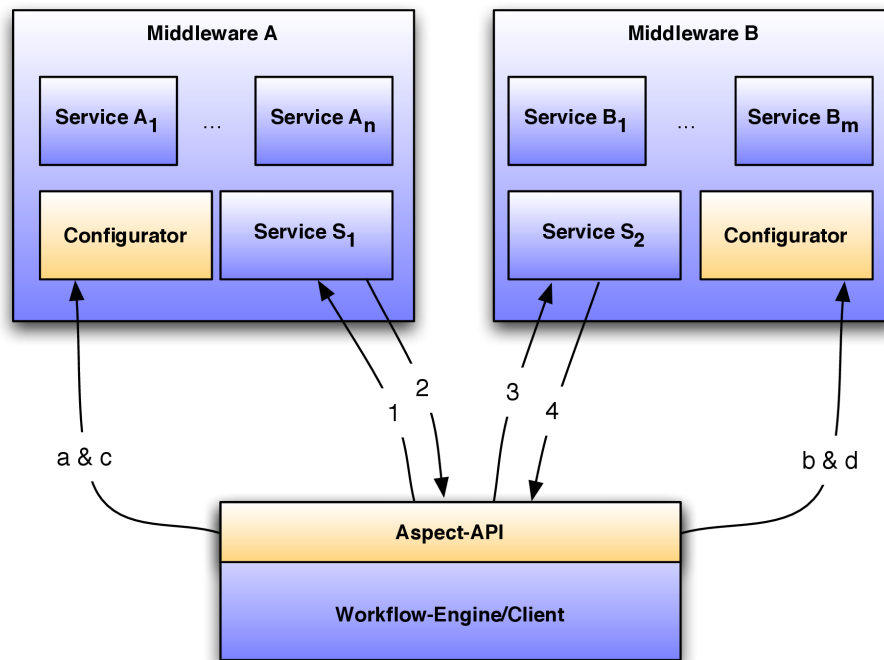 Middleware A
Middleware B
Service A1
...
Service An
Service B1
...
Service Bm
Configurator
Service S1
Service S2
Configurator
1
2
3
4
a & c
b & d
Aspect-API
Workflow-Engine/Client